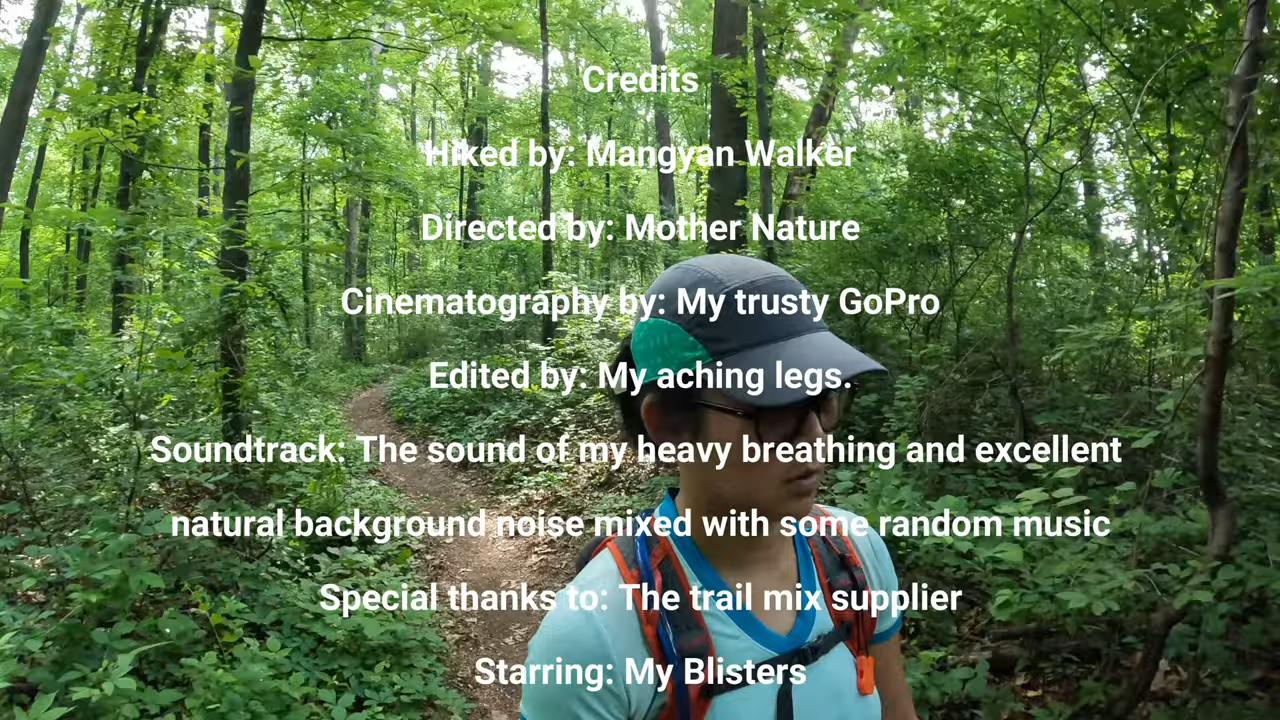 Credits
Hiked by: Mangyan Walker
Directed by: Mother Nature
Cinematography by: My trusty GoPro
Edited by: My aching legs.
Soundtrack: The sound of my heavy breathing and excellent
natural background noise mixed with some random music
Special thanks to: The trail mix supplier
Starring: My Blisters